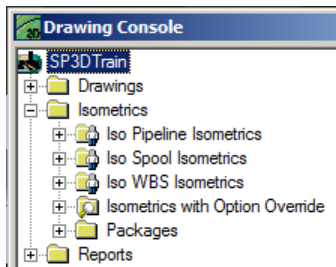 2D Drawing Console
SP3DTrain
Drawings
Isometrics
Iso Pipeline Isometrics
Iso Spool Isometrics
Iso WBS Isometrics
Isometrics with Option Override
Packages
Reports